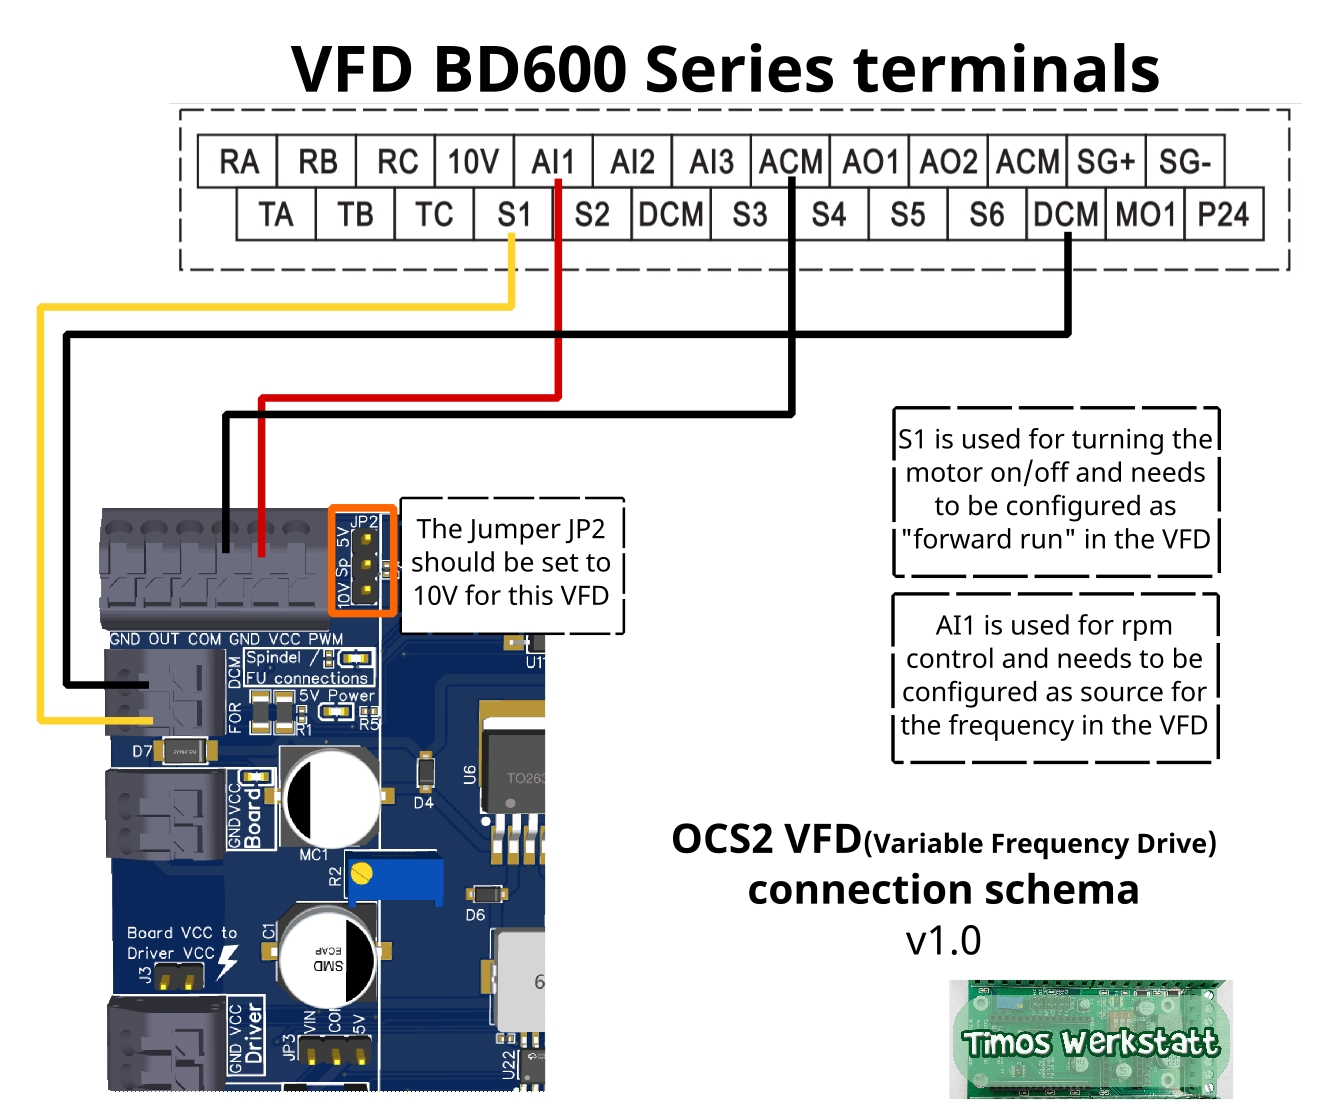 VFD BD600 Series terminals
RA RB RC 10V AI1 AI2 AI3 ACM AO1 AO2 ACM SG+ SG-
TA TB TC S1 S2 DCM S3 S4 S5 S6 DCM MO1 P24
S1 is used for turning the
motor on/off and needs
to be configured as
"forward run" in the VFD
JP2
10V Sp 5V
The Jumper JP2
should be set to
10V for this VFD
AI1 is used for rpm
control and needs to be
configured as source for
the frequency in the VFD
GND OUT COM GND VCC PWM
DCM
FOR
Spindel /
FU connections
5V Power
R1
R5
U11
D7
D4
U6
TO263
GND VCC
Board
MC1
R2
D6
OCS2 VFD(Variable Frequency Drive)
connection schema
v1.0
Board VCC to
Driver VCC
J3
C1
SMD
ECAP
6
GND VCC
Driver
JP3
VIN
5V
U22
Timos Werkstatt